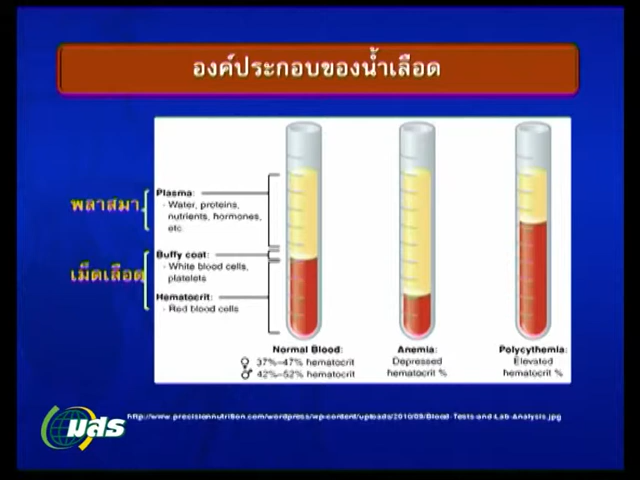 องค์ประกอบของน้ำเลือด
พลาสมา
เม็ดเลือด
Plasma:
- Water, proteins,
nutrients, hormones,
etc.
Buffy coat:
- White blood cells,
platelets
Hematocrit:
- Red blood cells
Normal Blood:
♀ 37%–47% hematocrit
♂ 42%–52% hematocrit
Anemia:
Depressed
hematocrit %
Polycythemia:
Elevated
hematocrit %
http://www.precisionnutrition.com/wordpress/wp-content/uploads/2010/09/Blood-Tests-and-Lab-Analysis.jpg
มสธ